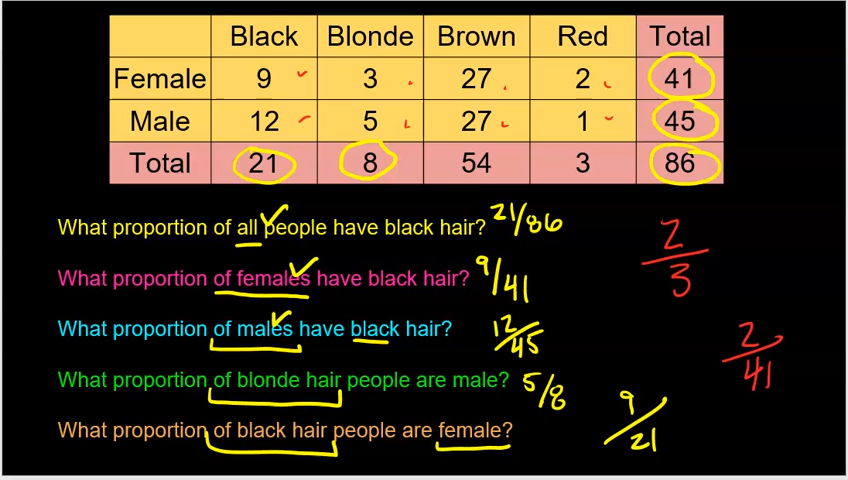 Black Blonde Brown Red Total
Female 9 3 27 2 41
Male 12 5 27 1 45
Total 21 8 54 3 86
What proportion of all people have black hair? 21/86
What proportion of females have black hair? 9/41
What proportion of males have black hair? 12/45
What proportion of blonde hair people are male? 5/8
What proportion of black hair people are female? 9/21
2/3
2/41